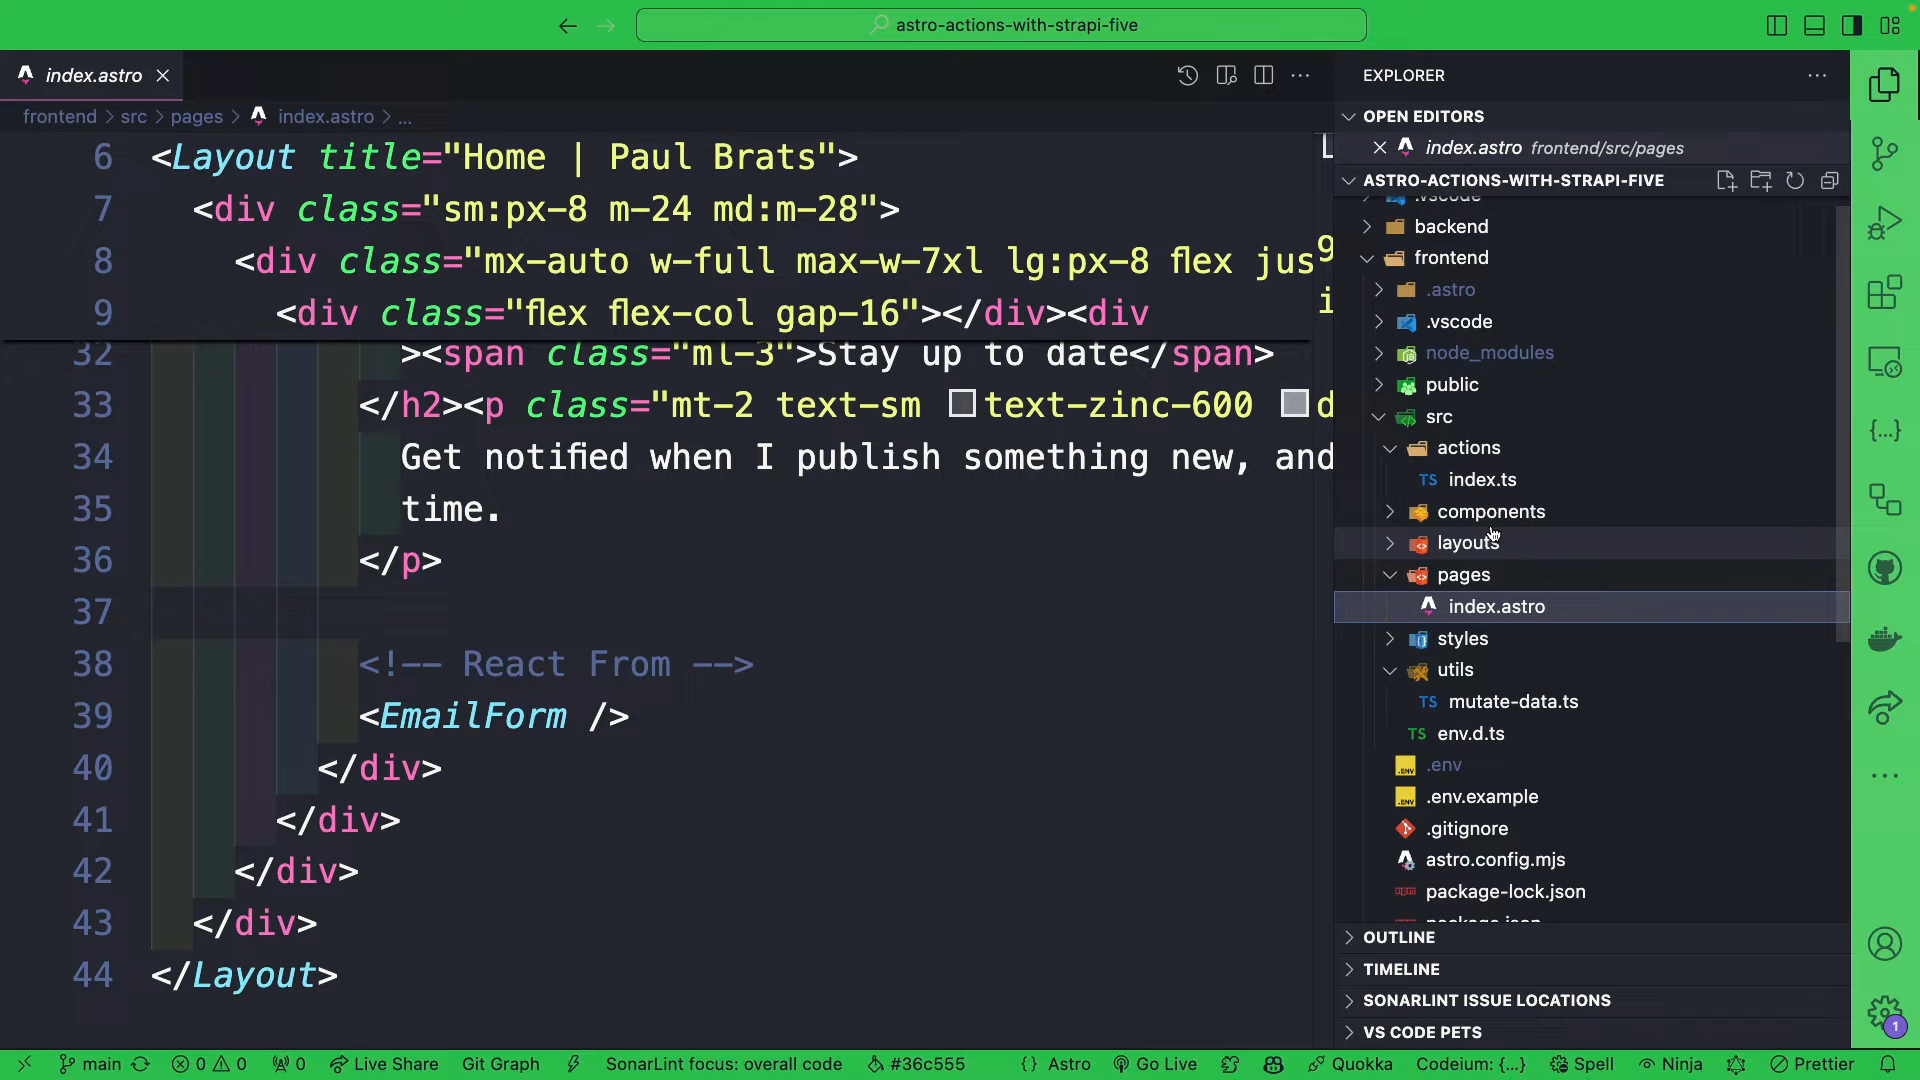 astro-actions-with-strapi-five
index.astro
frontend > src > pages > index.astro > ...
6 <Layout title="Home | Paul Brats">
7 <div class="sm:px-8 m-24 md:m-28">
8 <div class="mx-auto w-full max-w-7xl lg:px-8 flex jus
9 <div class="flex flex-col gap-16"></div><div
32 ><span class="ml-3">Stay up to date</span>
33 </h2><p class="mt-2 text-sm text-zinc-600 d
34 Get notified when I publish something new, and
35 time.
36 </p>
37
38 <!-- React From -->
39 <EmailForm />
40 </div>
41 </div>
42 </div>
43 </div>
44 </Layout>
EXPLORER
OPEN EDITORS
index.astro frontend/src/pages
ASTRO-ACTIONS-WITH-STRAPI-FIVE
.vscode
backend
frontend
.astro
.vscode
node_modules
public
src
actions
TS index.ts
components
layouts
pages
index.astro
styles
utils
TS mutate-data.ts
TS env.d.ts
.env
.env.example
.gitignore
astro.config.mjs
package-lock.json
package.json
OUTLINE
TIMELINE
SONARLINT ISSUE LOCATIONS
VS CODE PETS
1
main 0 0 0 Live Share Git Graph SonarLint focus: overall code #36c555 {} Astro Go Live Quokka Codeium: {...} Spell Ninja Prettier